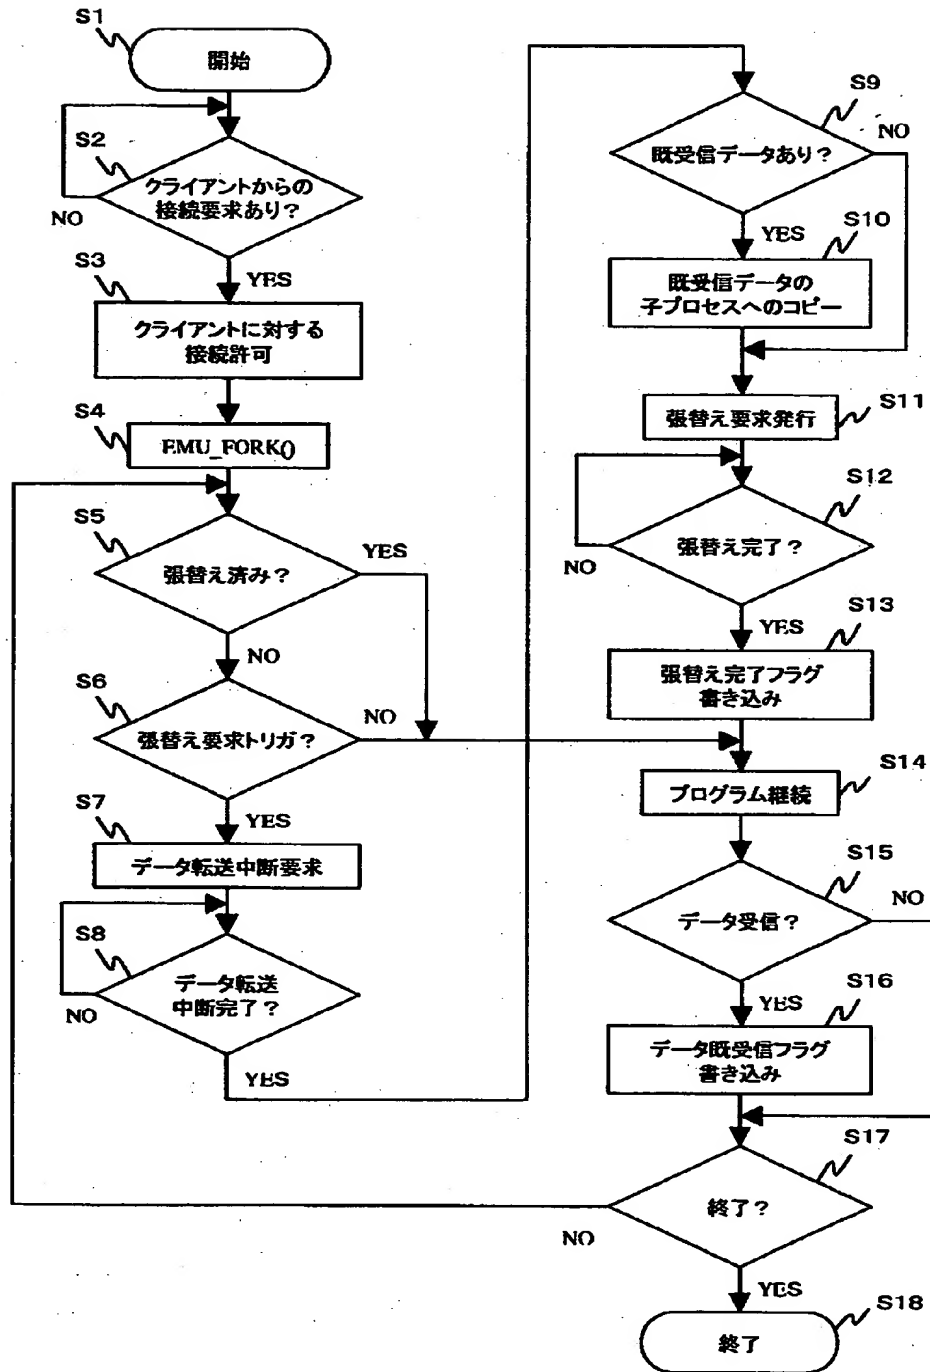 S1
開始
S2
クライアントからの
接続要求あり？
NO
YES
S3
クライアントに対する
接続許可
S4
EMU_FORK()
S5
張替え済み？
YES
NO
S6
張替え要求トリガ？
NO
YES
S7
データ転送中断要求
S8
データ転送
中断完了？
NO
YES
S9
既受信データあり？
NO
YES
S10
既受信データの
子プロセスへのコピー
S11
張替え要求発行
S12
張替え完了？
NO
YES
S13
張替え完了フラグ
書き込み
S14
プログラム継続
S15
データ受信？
NO
YES
S16
データ既受信フラグ
書き込み
S17
終了？
NO
YES
S18
終了